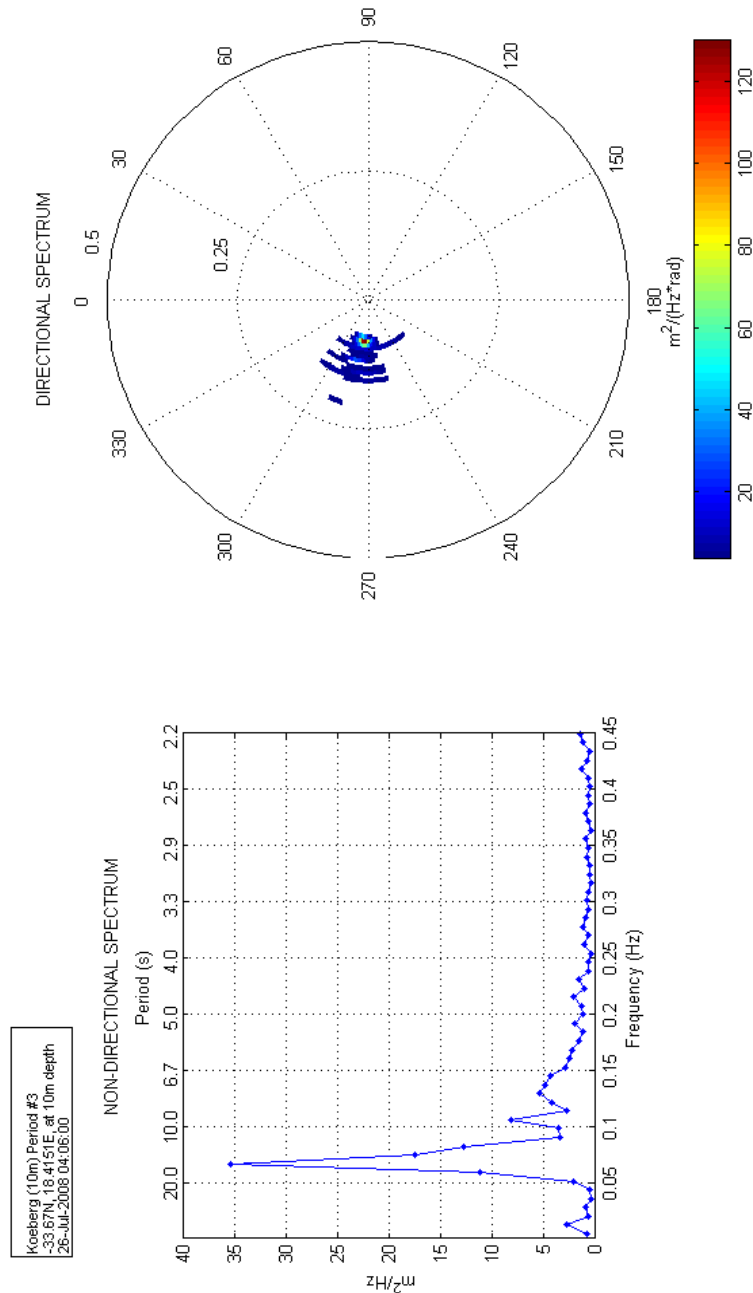 Koeberg (10m) Period #3
-33.67N, 18.4151E, at 10m depth
26-Jul-2008 04:06:00
NON-DIRECTIONAL SPECTRUM
Period (s)
20.0 10.0 6.7 5.0 4.0 3.3 2.9 2.5 2.2
40
35
30
25
20
15
10
5
0
m²/Hz
0.05 0.1 0.15 0.2 0.25 0.3 0.35 0.4 0.45
Frequency (Hz)
DIRECTIONAL SPECTRUM
0
0.5
30
0.25
60
90
120
150
180
210
240
270
300
330
m²/(Hz*rad)
20 40 60 80 100 120